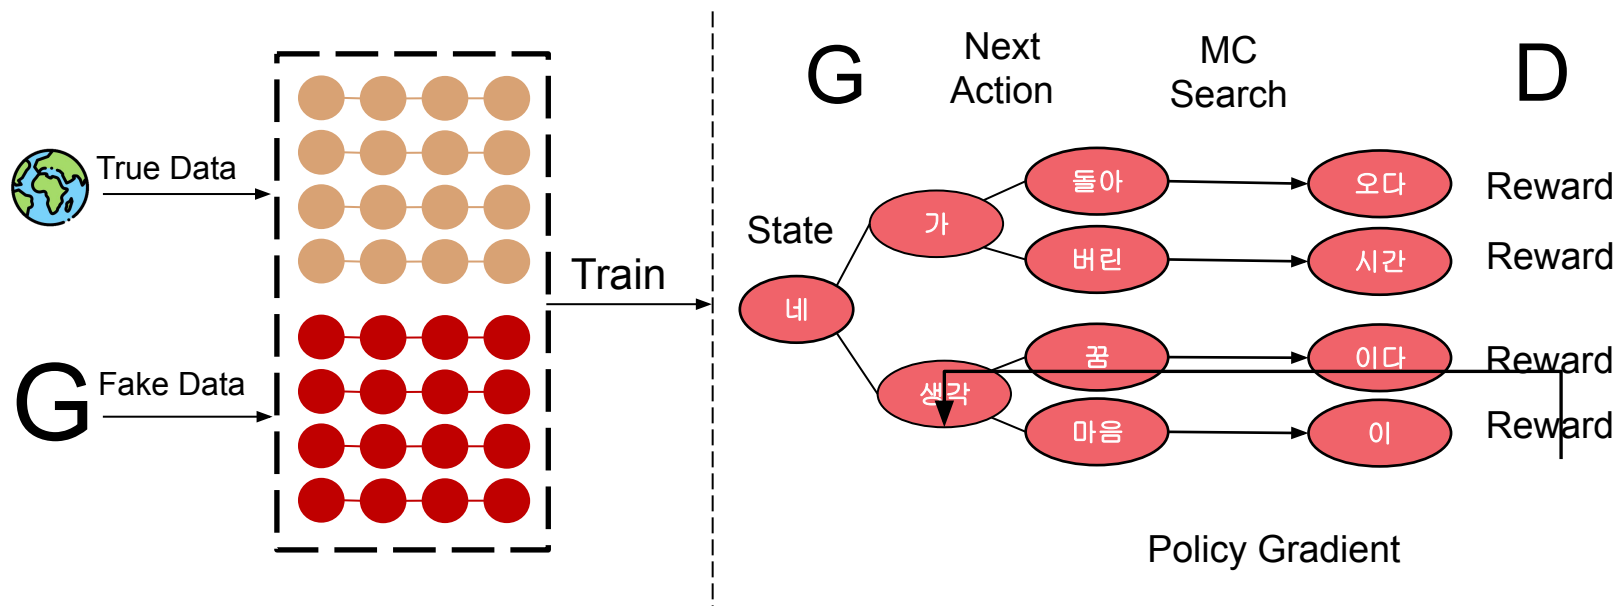 True Data
G
Fake Data
Train
G
Next
Action
MC
Search
D
State
네
가
생각
돌아
버린
꿈
마음
오다
시간
이다
이
Reward
Reward
Reward
Reward
Policy Gradient